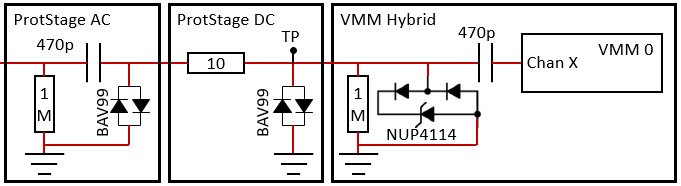 ProtStage AC
470p
1
M
BAV99
ProtStage DC
10
TP
BAV99
VMM Hybrid
470p
1
M
NUP4114
Chan X
VMM 0